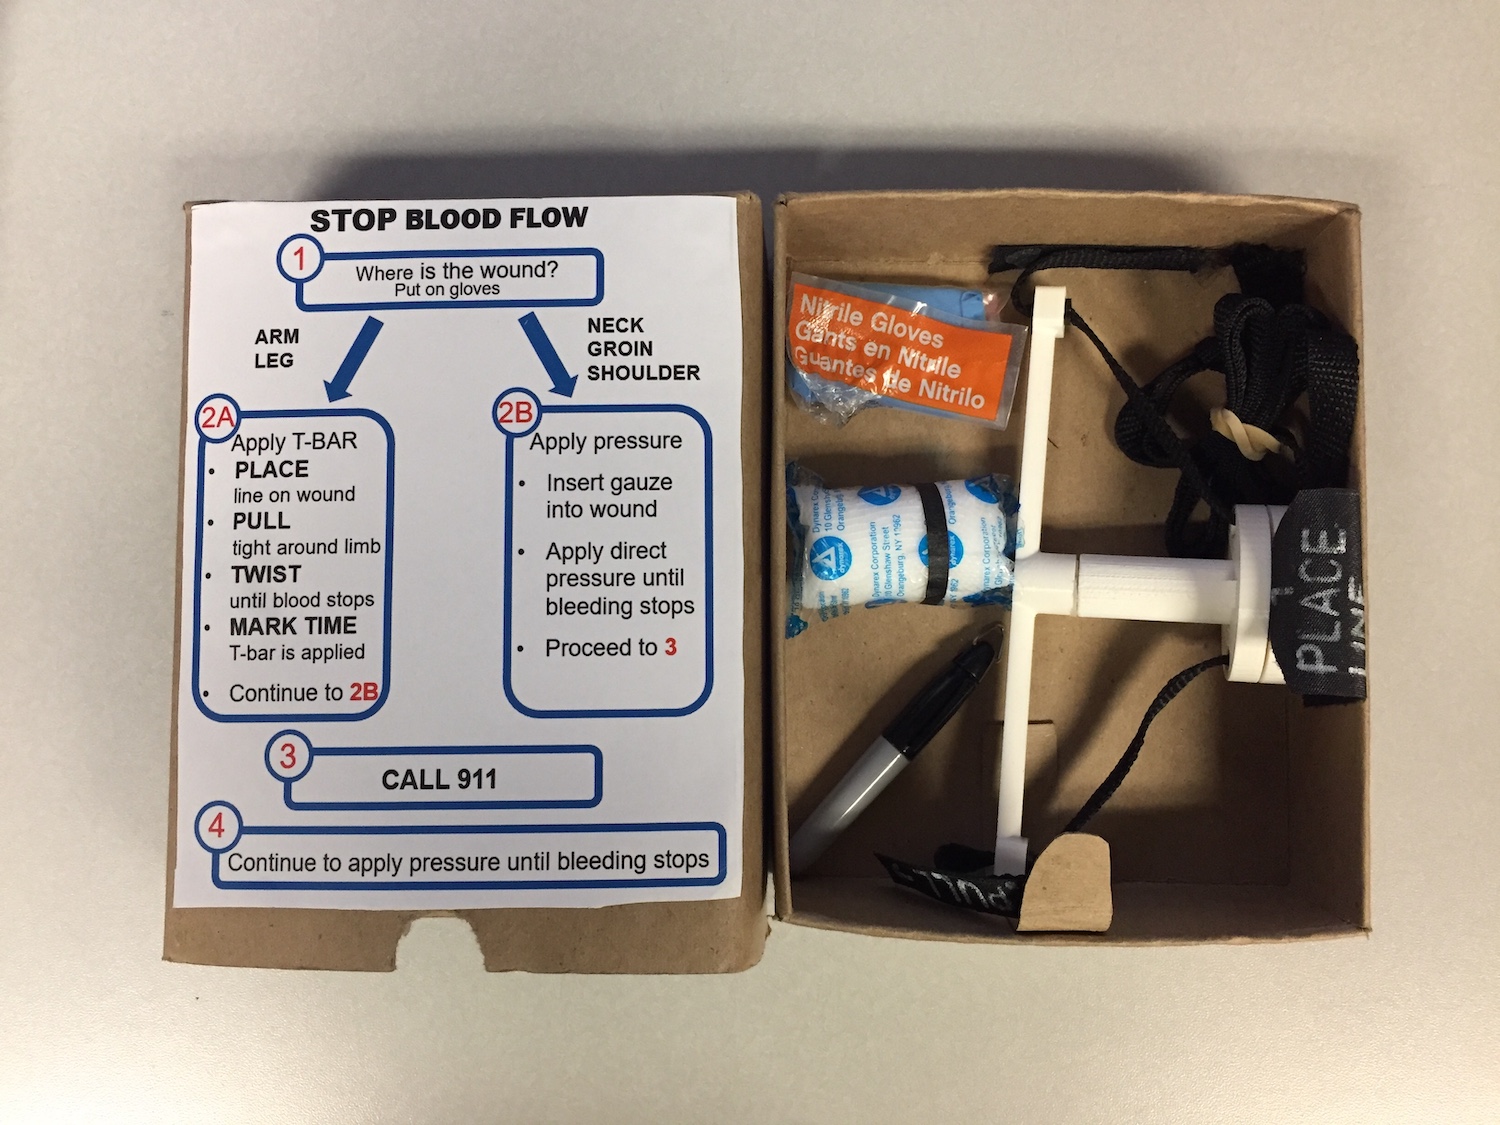 STOP BLOOD FLOW
1
Where is the wound?
Put on gloves
ARM
LEG
NECK
GROIN
SHOULDER
2A
Apply T-BAR
• PLACE
line on wound
• PULL
tight around limb
• TWIST
until blood stops
• MARK TIME
T-bar is applied
• Continue to 2B
2B
Apply pressure
• Insert gauze
into wound
• Apply direct
pressure until
bleeding stops
• Proceed to 3
3
CALL 911
4
Continue to apply pressure until bleeding stops
Nitrile Gloves
Gants en Nitrile
Guantes de Nitrilo
Dynarex Corporation
10 Glenshaw Street
Orangeburg, NY 10962
dynarex
PLACE
LINE
PULL